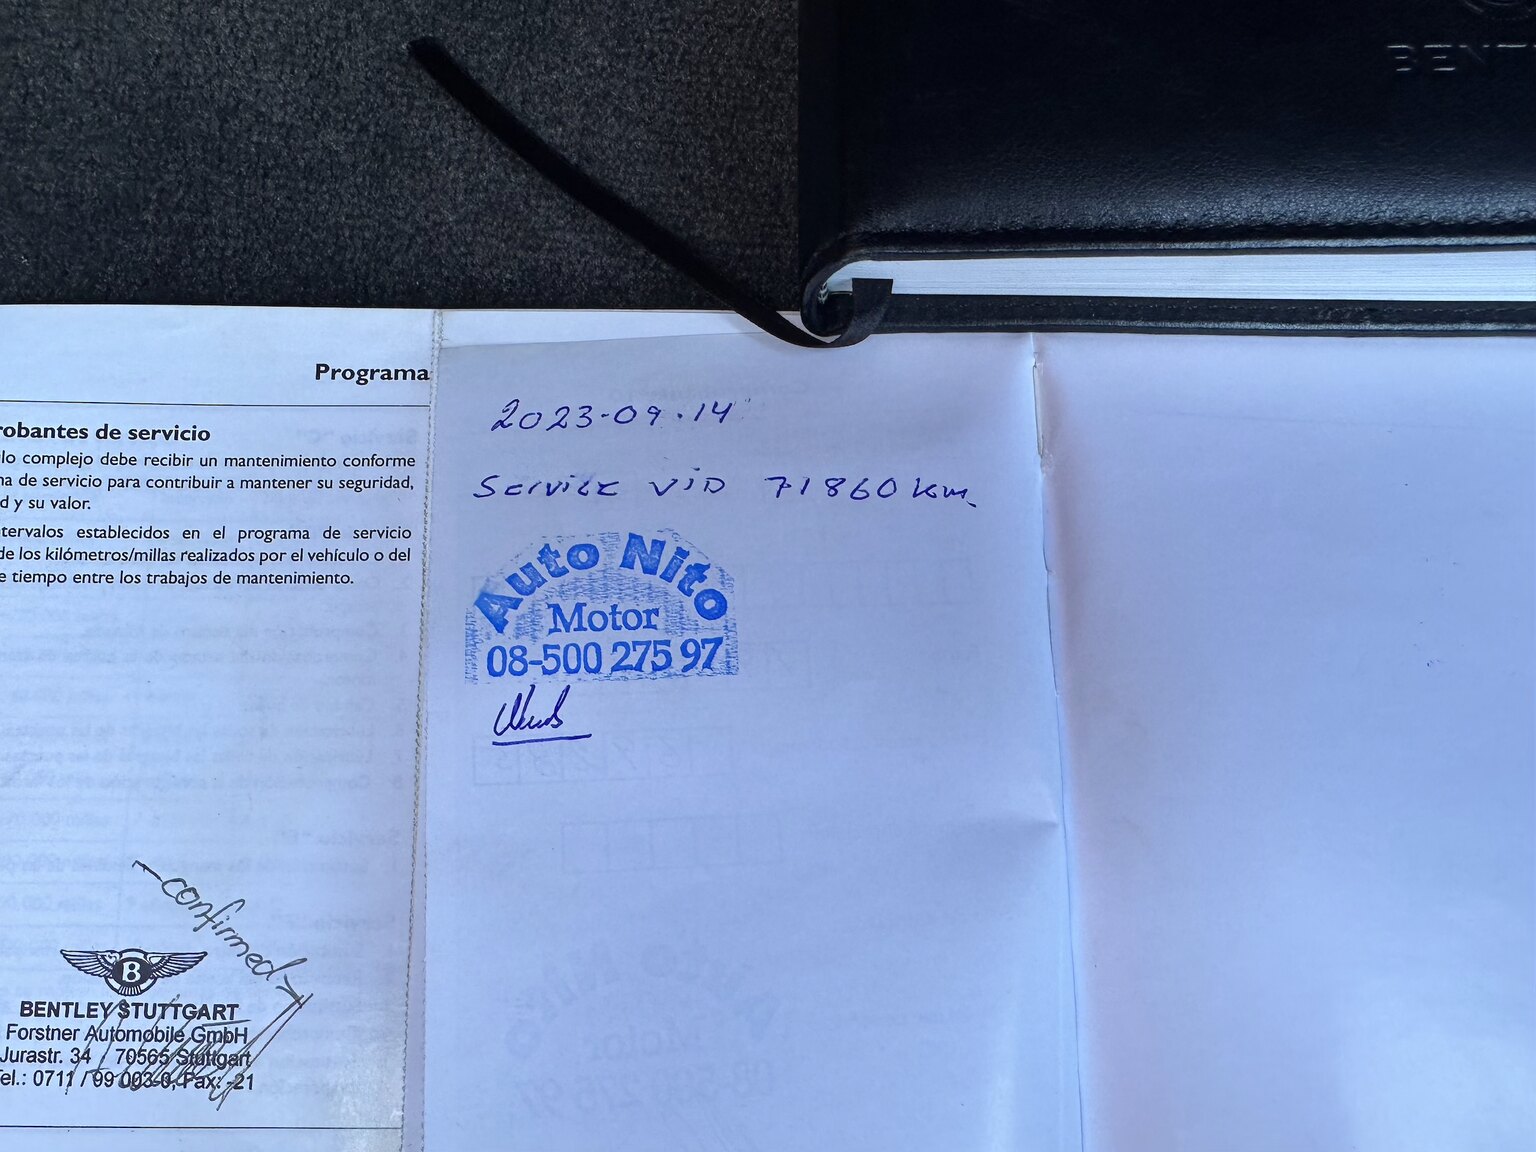 BENT
Programa
robantes de servicio
lo complejo debe recibir un mantenimiento conforme
na de servicio para contribuir a mantener su seguridad,
d y su valor.
tervalos establecidos en el programa de servicio
de los kilómetros/millas realizados por el vehículo o del
e tiempo entre los trabajos de mantenimiento.
-confirmed-
B
BENTLEY STUTTGART
Forstner Automobile GmbH
Jurastr. 34 70565 Stuttgart
el.: 0711 / 99 003-0, Fax: -21
2023-09-14
Service vid 71860 km
Auto Nito
Motor
08-500 275 97